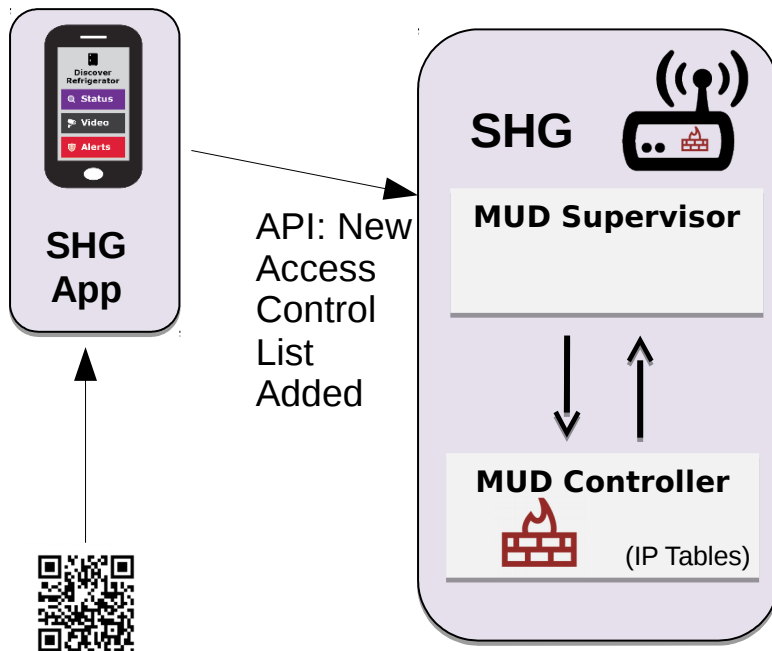 Discover
Refrigerator
Status
Video
Alerts
SHG
App
API: New
Access
Control
List
Added
SHG
MUD Supervisor
MUD Controller
(IP Tables)